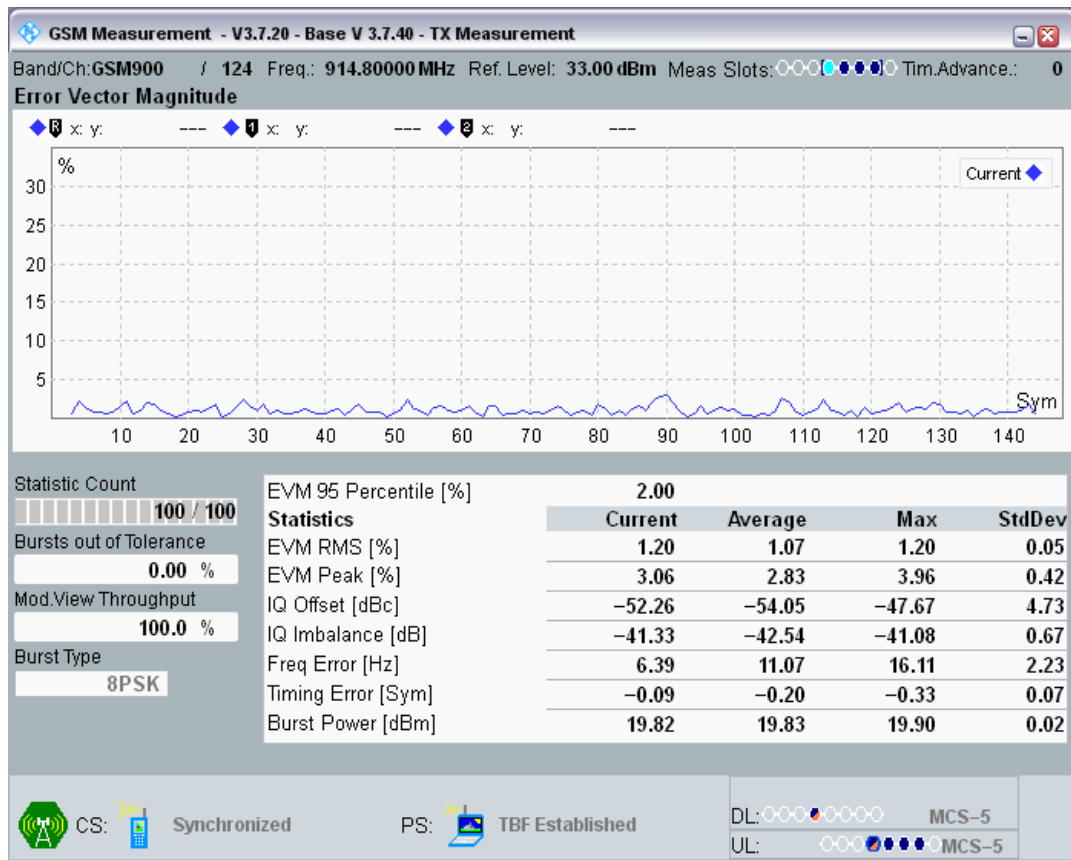 GSM Measurement - V3.7.20 - Base V 3.7.40 - TX Measurement
Band/Ch:GSM900 / 124 Freq.: 914.80000 MHz Ref. Level: 33.00 dBm Meas Slots: Tim.Advance.: 0
Error Vector Magnitude
R x: y: --- 1 x: y: --- 2 x: y: ---
%
Current
30
25
20
15
10
5
Sym
10 20 30 40 50 60 70 80 90 100 110 120 130 140
Statistic Count
100 / 100
Bursts out of Tolerance
0.00 %
Mod.View Throughput
100.0 %
Burst Type
8PSK
EVM 95 Percentile [%] 2.00
Statistics Current Average Max StdDev
EVM RMS [%] 1.20 1.07 1.20 0.05
EVM Peak [%] 3.06 2.83 3.96 0.42
IQ Offset [dBc] −52.26 −54.05 −47.67 4.73
IQ Imbalance [dB] −41.33 −42.54 −41.08 0.67
Freq Error [Hz] 6.39 11.07 16.11 2.23
Timing Error [Sym] −0.09 −0.20 −0.33 0.07
Burst Power [dBm] 19.82 19.83 19.90 0.02
CS: Synchronized PS: TBF Established
DL: MCS−5
UL: MCS−5